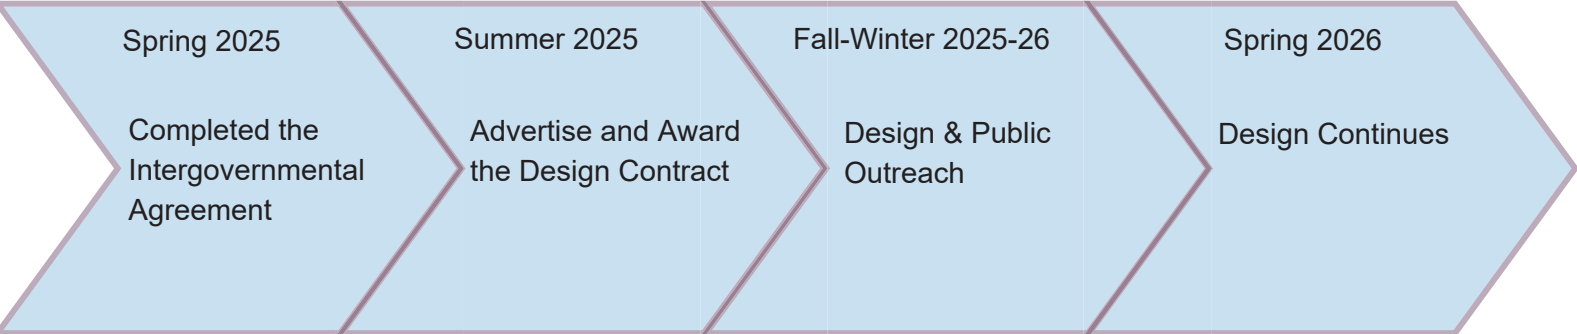 Spring 2025
Completed the
Intergovernmental
Agreement
Summer 2025
Advertise and Award
the Design Contract
Fall-Winter 2025-26
Design & Public
Outreach
Spring 2026
Design Continues